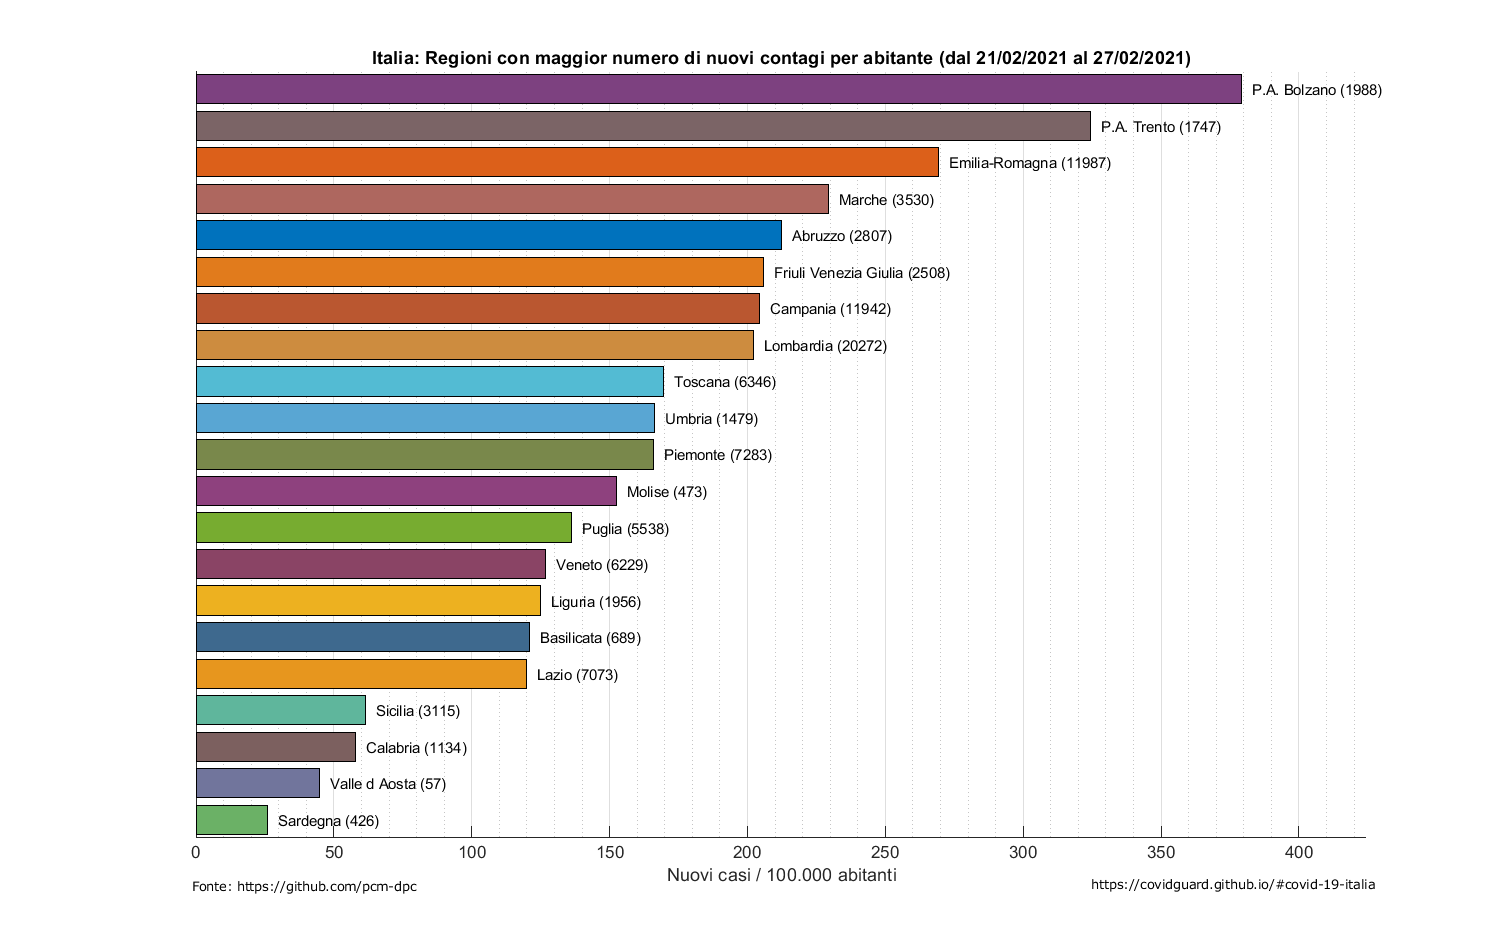 Italia: Regioni con maggior numero di nuovi contagi per abitante (dal 21/02/2021 al 27/02/2021)
P.A. Bolzano (1988)
P.A. Trento (1747)
Emilia-Romagna (11987)
Marche (3530)
Abruzzo (2807)
Friuli Venezia Giulia (2508)
Campania (11942)
Lombardia (20272)
Toscana (6346)
Umbria (1479)
Piemonte (7283)
Molise (473)
Puglia (5538)
Veneto (6229)
Liguria (1956)
Basilicata (689)
Lazio (7073)
Sicilia (3115)
Calabria (1134)
Valle d Aosta (57)
Sardegna (426)
0 50 100 150 200 250 300 350 400
Nuovi casi / 100.000 abitanti
Fonte: https://github.com/pcm-dpc
https://covidguard.github.io/#covid-19-italia